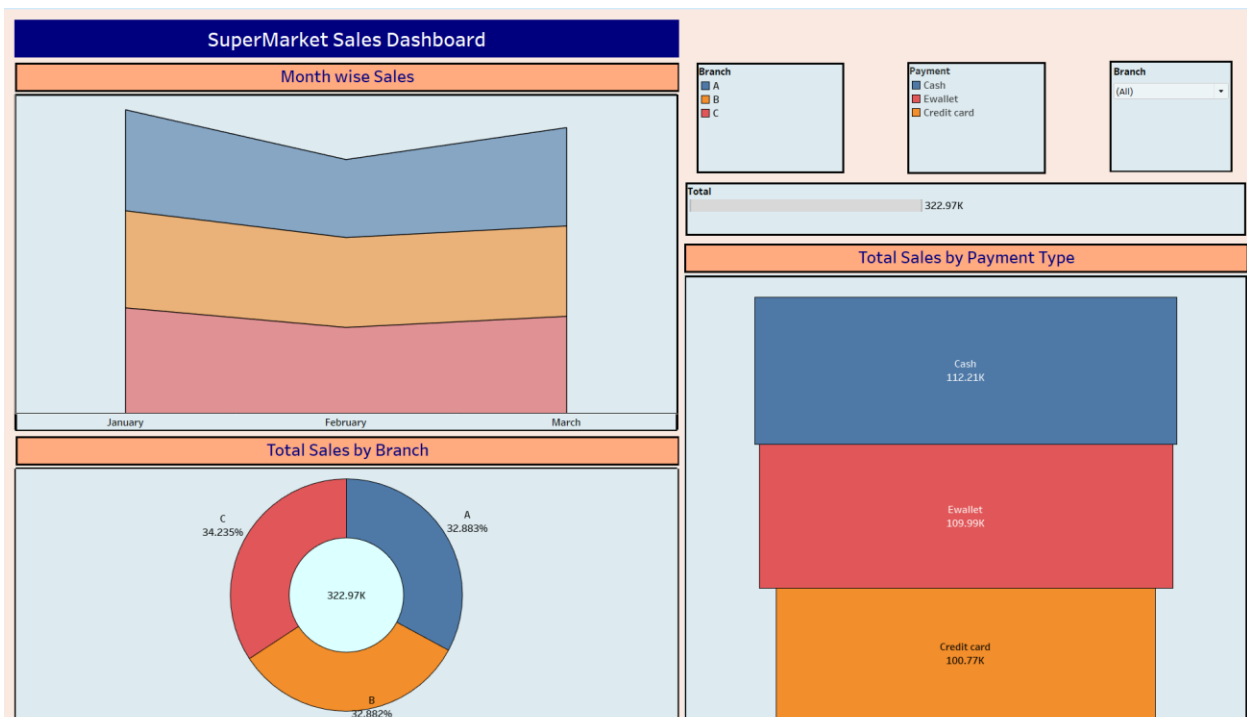 SuperMarket Sales Dashboard
Month wise Sales
January
February
March
Total Sales by Branch
C
34.235%
A
32.883%
322.97K
B
32.882%
Branch
A
B
C
Payment
Cash
Ewallet
Credit card
Branch
(All)
Total
322.97K
Total Sales by Payment Type
Cash
112.21K
Ewallet
109.99K
Credit card
100.77K